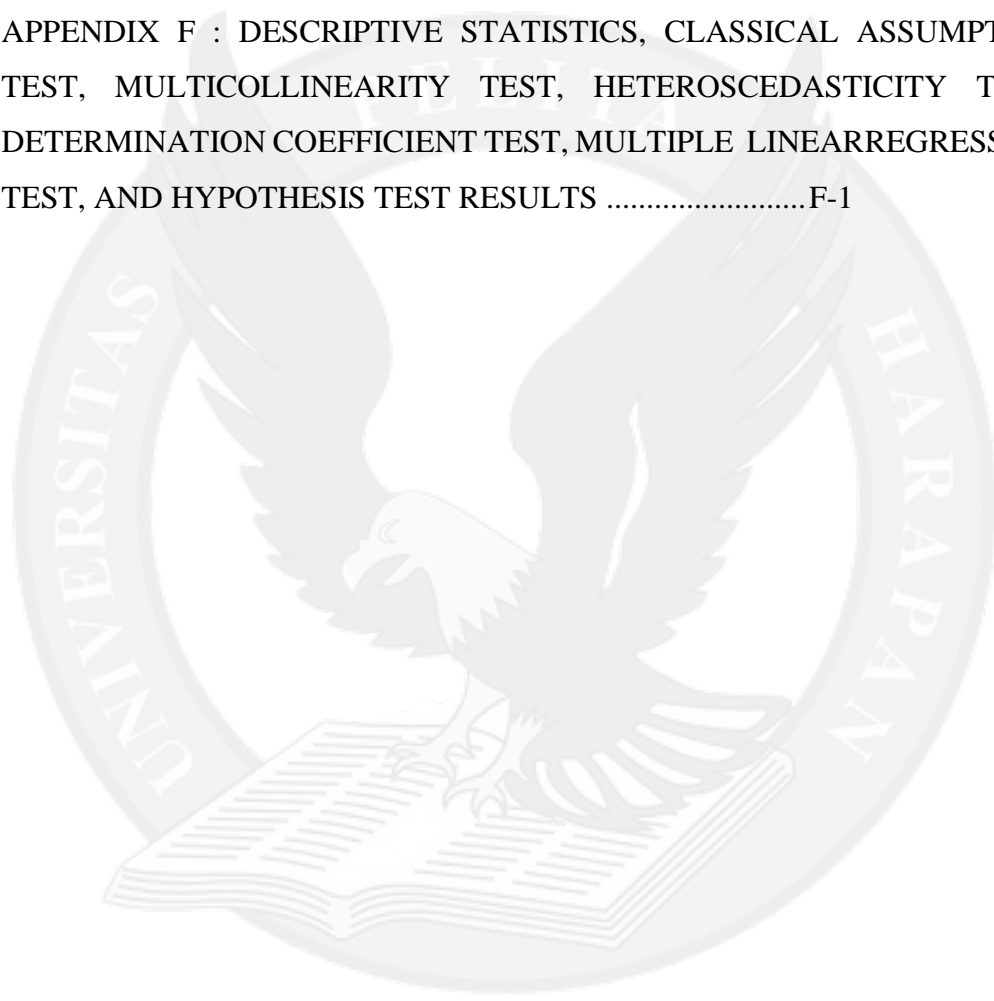 APPENDIX F : DESCRIPTIVE STATISTICS, CLASSICAL ASSUMPT
TEST, MULTICOLLINEARITY TEST, HETEROSCEDASTICITY T
DETERMINATION COEFFICIENT TEST, MULTIPLE LINEARREGRESS
TEST, AND HYPOTHESIS TEST RESULTS ......................... F-1
UNIVERSITAS PELITA HARAPAN